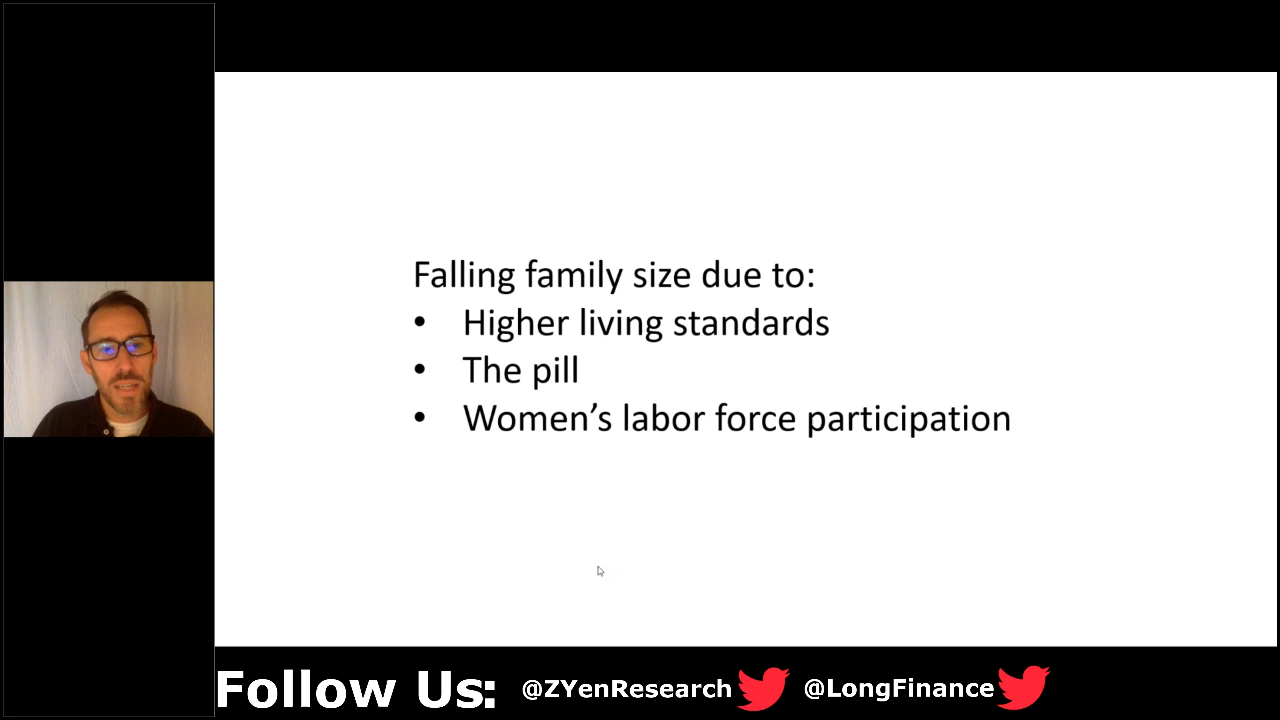 Falling family size due to:
• Higher living standards
• The pill
• Women’s labor force participation
Follow Us: @ZYenResearch @LongFinance